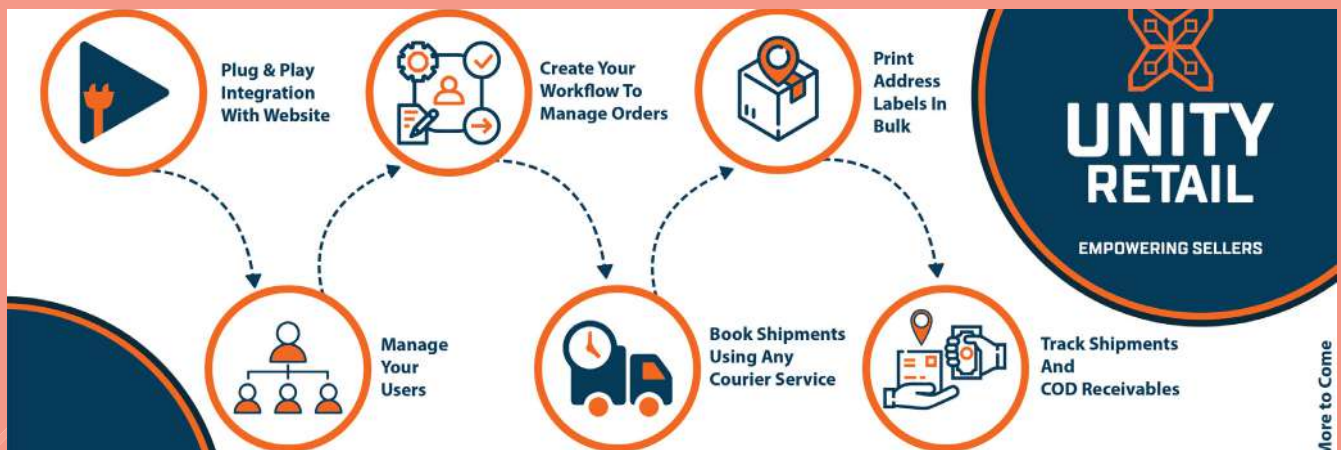 Plug & Play
Integration
With Website
Manage
Your
Users
Create Your
Workflow To
Manage Orders
Book Shipments
Using Any
Courier Service
Print
Address
Labels In
Bulk
Track Shipments
And
COD Receivables
UNITY
RETAIL
EMPOWERING SELLERS
More to Come